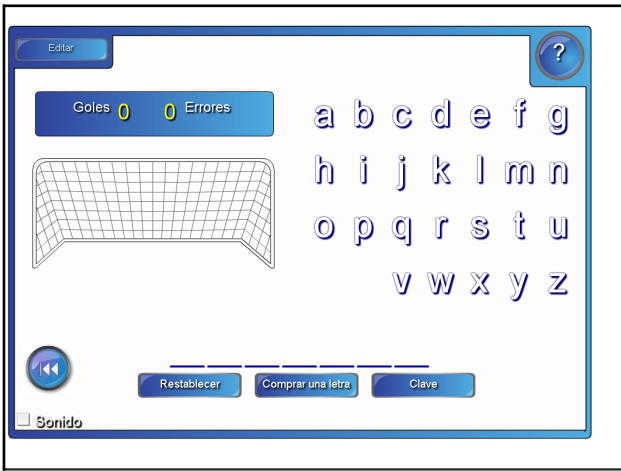 Editar
?
Goles 0 0 Errores
a b c d e f g
h i j k l m n
o p q r s t u
v w x y z
Restablecer Comprar una letra Clave
Sonido